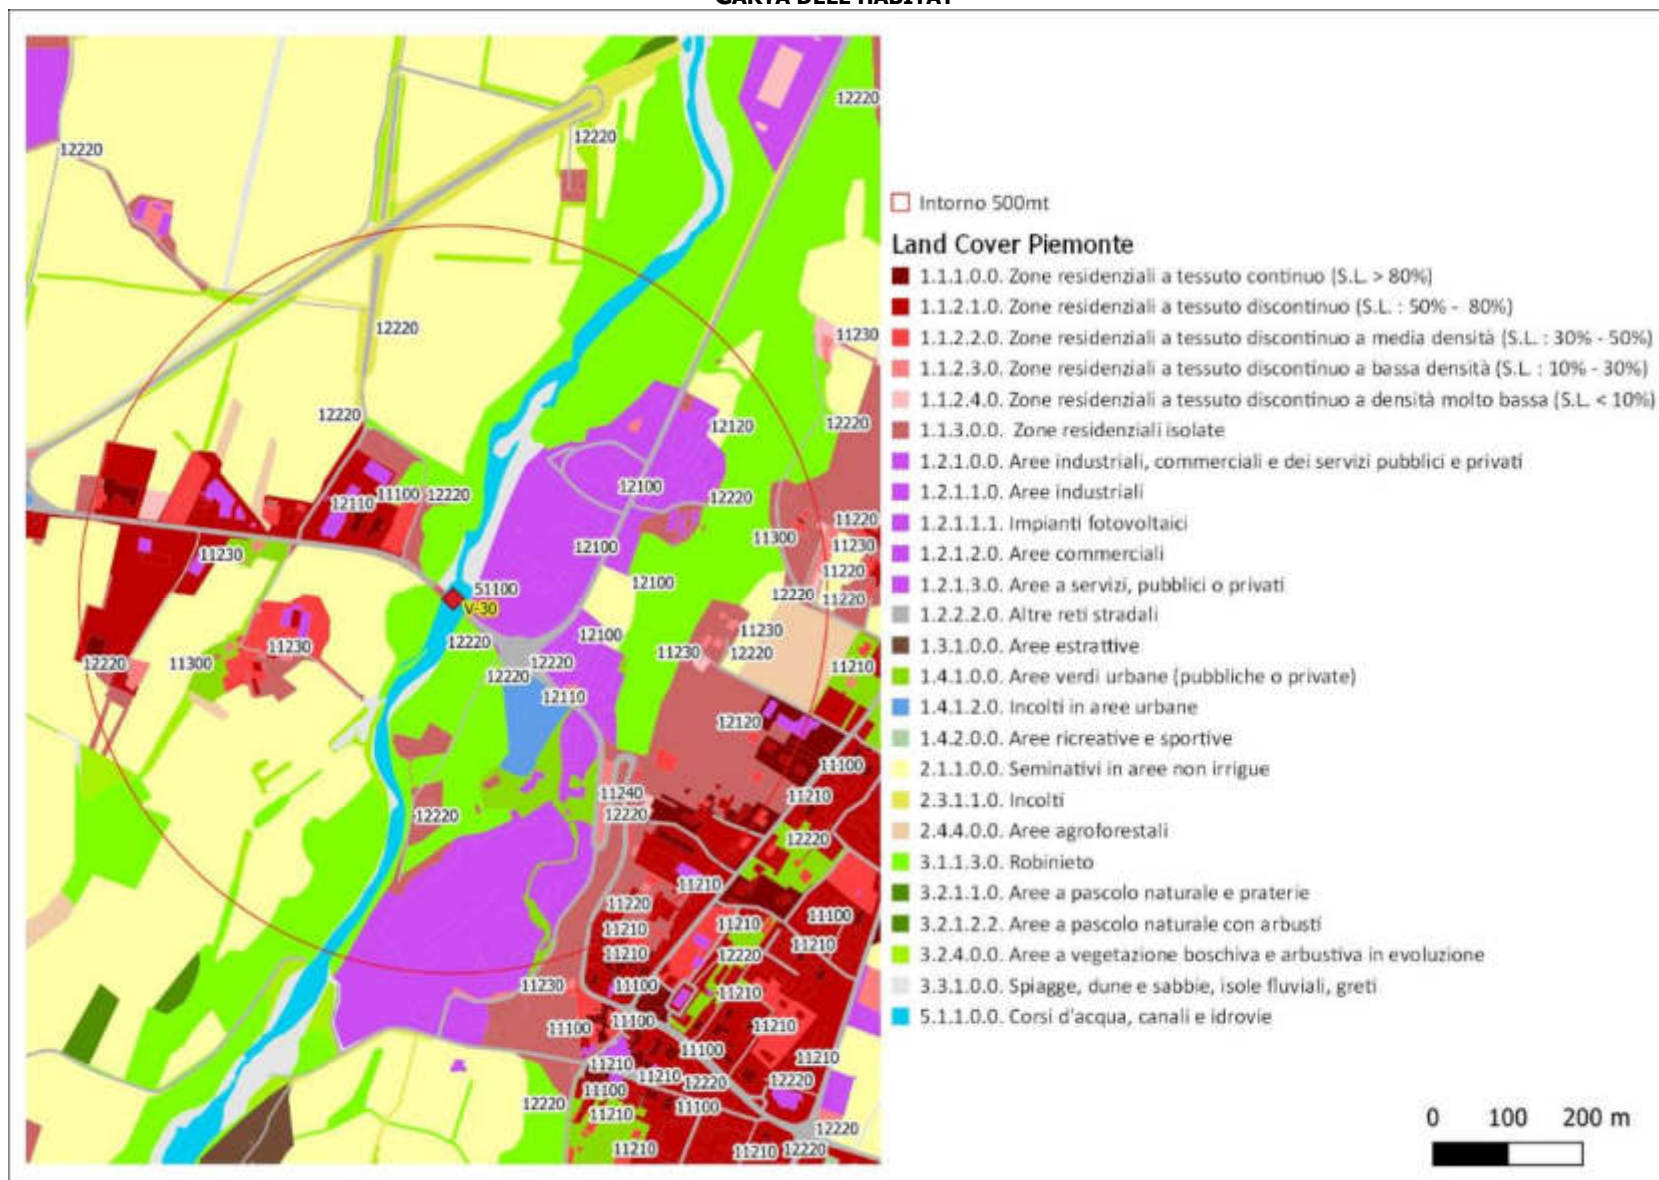 CARTA DELL'HABITAT
12220
12220
12220
12220
11230
12220
12220
12120
12100
12220
12110
11100
12220
11300
11220
11230
11230
12100
11220
12220
11220
12100
51100
V-30
12100
12220
11230
11230
12220
11210
12220
11300
11230
12220
12220
12110
12120
11100
11240
11210
12220
12220
12220
11210
11220
11210
11100
11210
11210
11210
12220
11230
11100
11210
11100
11100
11210
11100
11210
11210
11210
12220
12220
11100
11100
12220
11210
12220
11210
11210
12220
Intorno 500mt
Land Cover Piemonte
1.1.1.0.0. Zone residenziali a tessuto continuo (S.L. > 80%)
1.1.2.1.0. Zone residenziali a tessuto discontinuo (S.L. : 50% - 80%)
1.1.2.2.0. Zone residenziali a tessuto discontinuo a media densità (S.L. : 30% - 50%)
1.1.2.3.0. Zone residenziali a tessuto discontinuo a bassa densità (S.L. : 10% - 30%)
1.1.2.4.0. Zone residenziali a tessuto discontinuo a densità molto bassa (S.L. < 10%)
1.1.3.0.0. Zone residenziali isolate
1.2.1.0.0. Aree industriali, commerciali e dei servizi pubblici e privati
1.2.1.1.0. Aree industriali
1.2.1.1.1. Impianti fotovoltaici
1.2.1.2.0. Aree commerciali
1.2.1.3.0. Aree a servizi, pubblici o privati
1.2.2.2.0. Altre reti stradali
1.3.1.0.0. Aree estrattive
1.4.1.0.0. Aree verdi urbane (pubbliche o private)
1.4.1.2.0. Incolti in aree urbane
1.4.2.0.0. Aree ricreative e sportive
2.1.1.0.0. Seminativi in aree non irrigue
2.3.1.1.0. Incolti
2.4.4.0.0. Aree agroforestali
3.1.1.3.0. Robinieto
3.2.1.1.0. Aree a pascolo naturale e praterie
3.2.1.2.2. Aree a pascolo naturale con arbusti
3.2.4.0.0. Aree a vegetazione boschiva e arbustiva in evoluzione
3.3.1.0.0. Spiagge, dune e sabbie, isole fluviali, greti
5.1.1.0.0. Corsi d'acqua, canali e idrovie
0 100 200 m